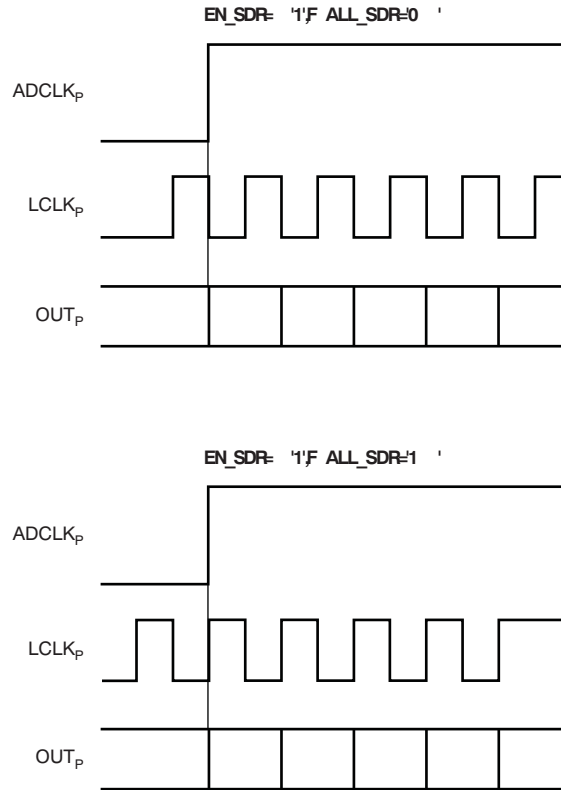 EN_SDR= '1',F ALL_SDR='0 '
ADCLKP
LCLKP
OUTP
EN_SDR= '1',F ALL_SDR='1 '
ADCLKP
LCLKP
OUTP